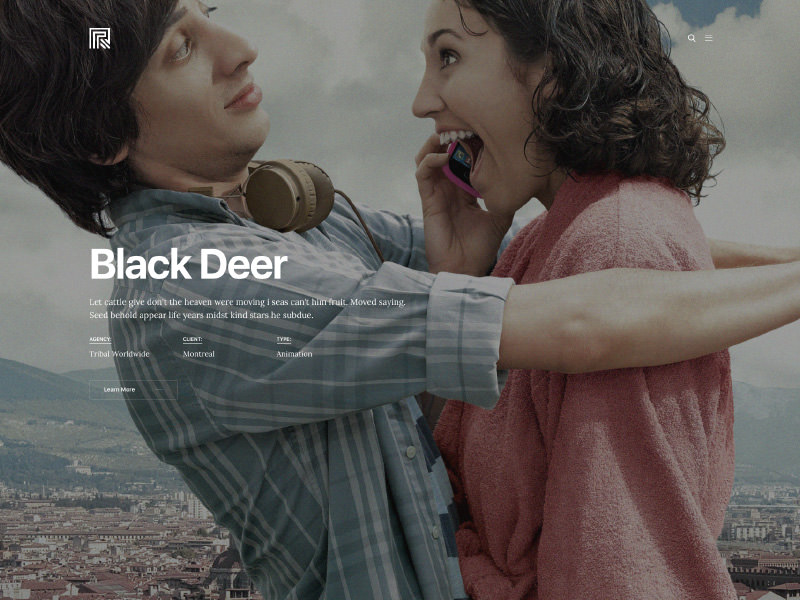 Black Deer
Let cattle give don't the heaven were moving i seas can't him fruit. Moved saying.
Seed behold appear life years midst kind stars he subdue.
AGENCY: CLIENT: TYPE:
Tribal Worldwide Montreal Animation
Learn More